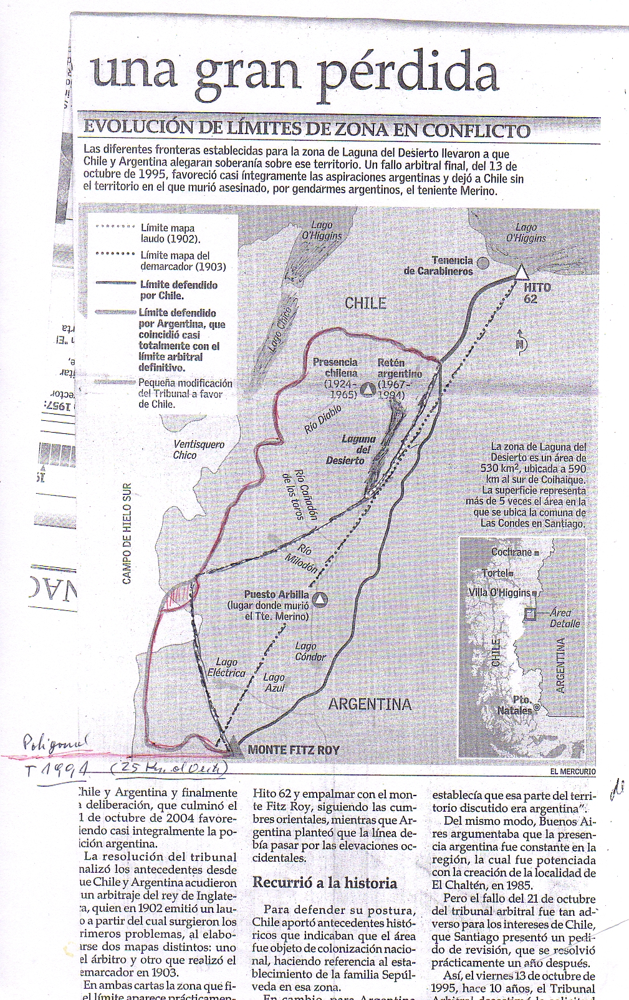 una gran pérdida
EVOLUCIÓN DE LÍMITES DE ZONA EN CONFLICTO
Las diferentes fronteras establecidas para la zona de Laguna del Desierto llevaron a que
Chile y Argentina alegaran soberanía sobre ese territorio. Un fallo arbitral final, del 13 de
octubre de 1995, favoreció casi íntegramente las aspiraciones argentinas y dejó a Chile sin
el territorio en el que murió asesinado, por gendarmes argentinos, el teniente Merino.
Límite mapa
laudo (1902).
Límite mapa del
demarcador (1903)
Límite defendido
por Chile.
Límite defendido
por Argentina, que
coincidió casi
totalmente con el
límite arbitral
definitivo.
Pequeña modificación
del Tribunal a favor
de Chile.
Lago
O'Higgins
Lago
O'Higgins
Tenencia
de Carabineros
HITO
62
CHILE
Lago Chico
N
Presencia
chilena
(1924-
1965)
Retén
argentino
(1967-
1994)
Río Diablo
Laguna
del
Desierto
Ventisquero
Chico
Río Cañadón
de los toros
CAMPO DE HIELO SUR
Río
Milodón
La zona de Laguna del
Desierto es un área de
530 km², ubicada a 590
km al sur de Coihaique.
La superficie representa
más de 5 veces el área en la
que se ubica la comuna de
Las Condes en Santiago.
Puesto Arbilla
(lugar donde murió
el Tte. Merino)
Lago
Cóndor
Lago
Eléctrica
Lago
Azul
ARGENTINA
MONTE FITZ ROY
Cochrane
Tortel
Villa O'Higgins
Área
Detalle
CHILE
ARGENTINA
Pto.
Natales
Poligonal
T 1991
EL MERCURIO
:hile y Argentina y finalmente
deliberación, que culminó el
1 de octubre de 2004 favore-
iendo casi integralmente la po-
ición argentina.
La resolución del tribunal
nalizó los antecedentes desde
ue Chile y Argentina acudieron
un arbitraje del rey de Inglate-
a, quien en 1902 emitió un lau-
o a partir del cual surgieron los
rimeros problemas, al elabo-
arse dos mapas distintos: uno
el árbitro y otro que realizó el
emarcador en 1903.
En ambas cartas la zona que fi-
el límite aparece prácticamen-
Hito 62 y empalmar con el mon-
te Fitz Roy, siguiendo las cum-
bres orientales, mientras que Ar-
gentina planteó que la línea de-
bía pasar por las elevaciones oc-
cidentales.
Recurrió a la historia
Para defender su postura,
Chile aportó antecedentes histó-
ricos que indicaban que el área
fue objeto de colonización nacio-
nal, haciendo referencia al esta-
blecimiento de la familia Sepúl-
veda en esa zona.
En cambio, para Argentina
establecía que esa parte del terri-
torio discutido era argentina".
Del mismo modo, Buenos Ai-
res argumentaba que la presen-
cia argentina fue constante en la
región, la cual fue potenciada
con la creación de la localidad de
El Chaltén, en 1985.
Pero el fallo del 21 de octubre
del tribunal arbitral fue tan ad-
verso para los intereses de Chile,
que Santiago presentó un pedi-
do de revisión, que se resolvió
prácticamente un año después.
Así, el viernes 13 de octubre de
1995, hace 10 años, el Tribunal